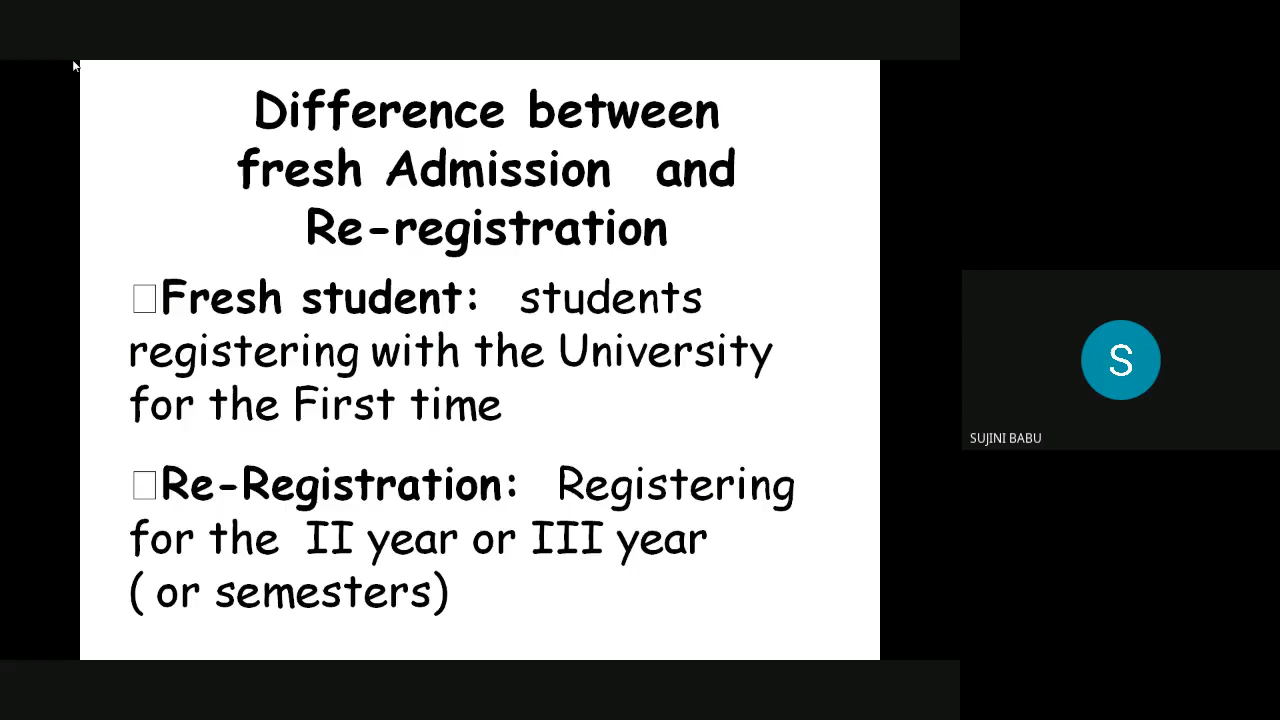 Difference between
fresh Admission and
Re-registration
Fresh student: students
registering with the University
for the First time
Re-Registration: Registering
for the II year or III year
( or semesters)
S
SUJINI BABU